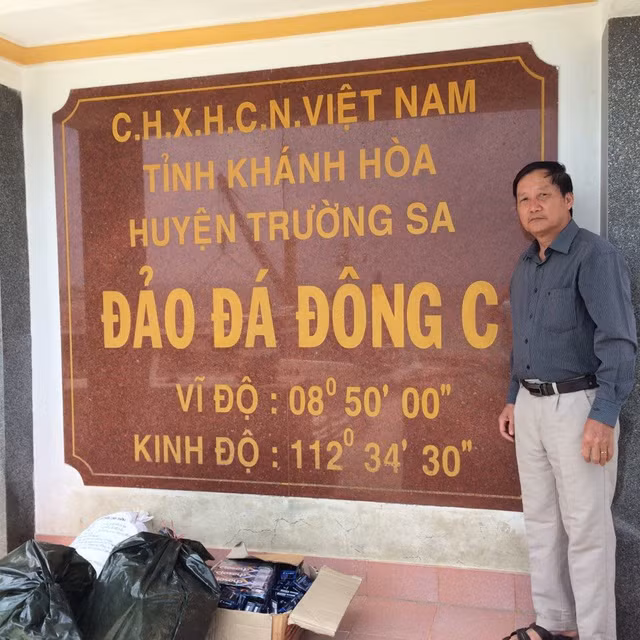 C.H.X.H.C.N.VIỆT NAM
TỈNH KHÁNH HÒA
HUYỆN TRƯỜNG SA
ĐẢO ĐÁ ĐÔNG C
VĨ ĐỘ : 08⁰ 50' 00"
KINH ĐỘ : 112⁰ 34' 30"